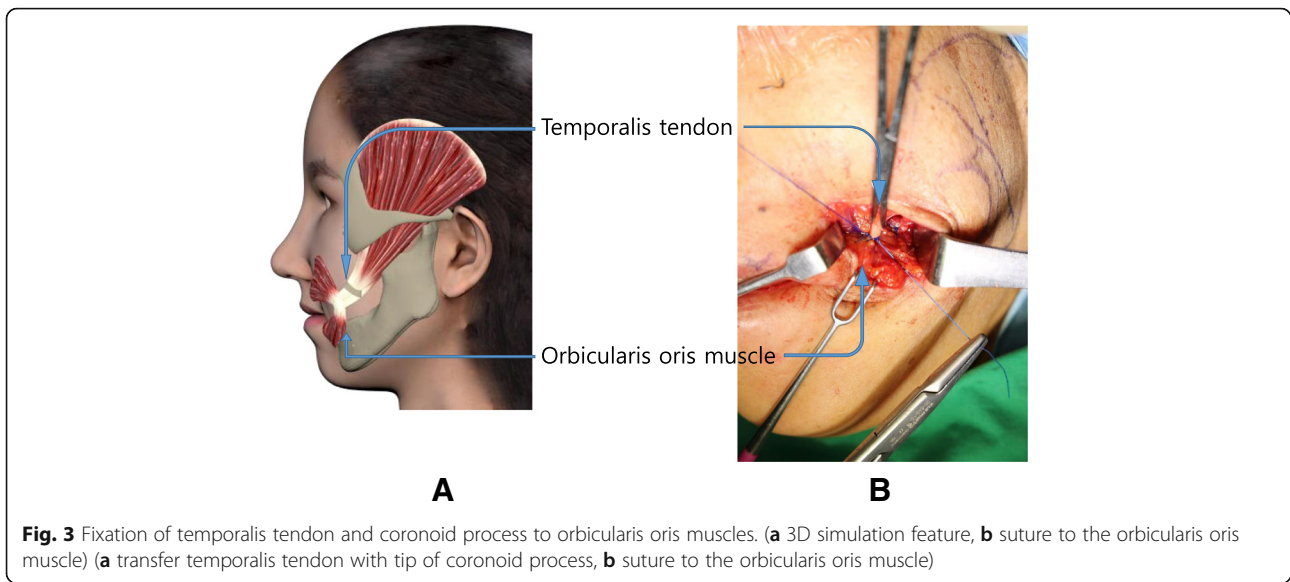 Temporalis tendon
Orbicularis oris muscle
A
B
Fig. 3 Fixation of temporalis tendon and coronoid process to orbicularis oris muscles. (a 3D simulation feature, b suture to the orbicularis oris
muscle) (a transfer temporalis tendon with tip of coronoid process, b suture to the orbicularis oris muscle)